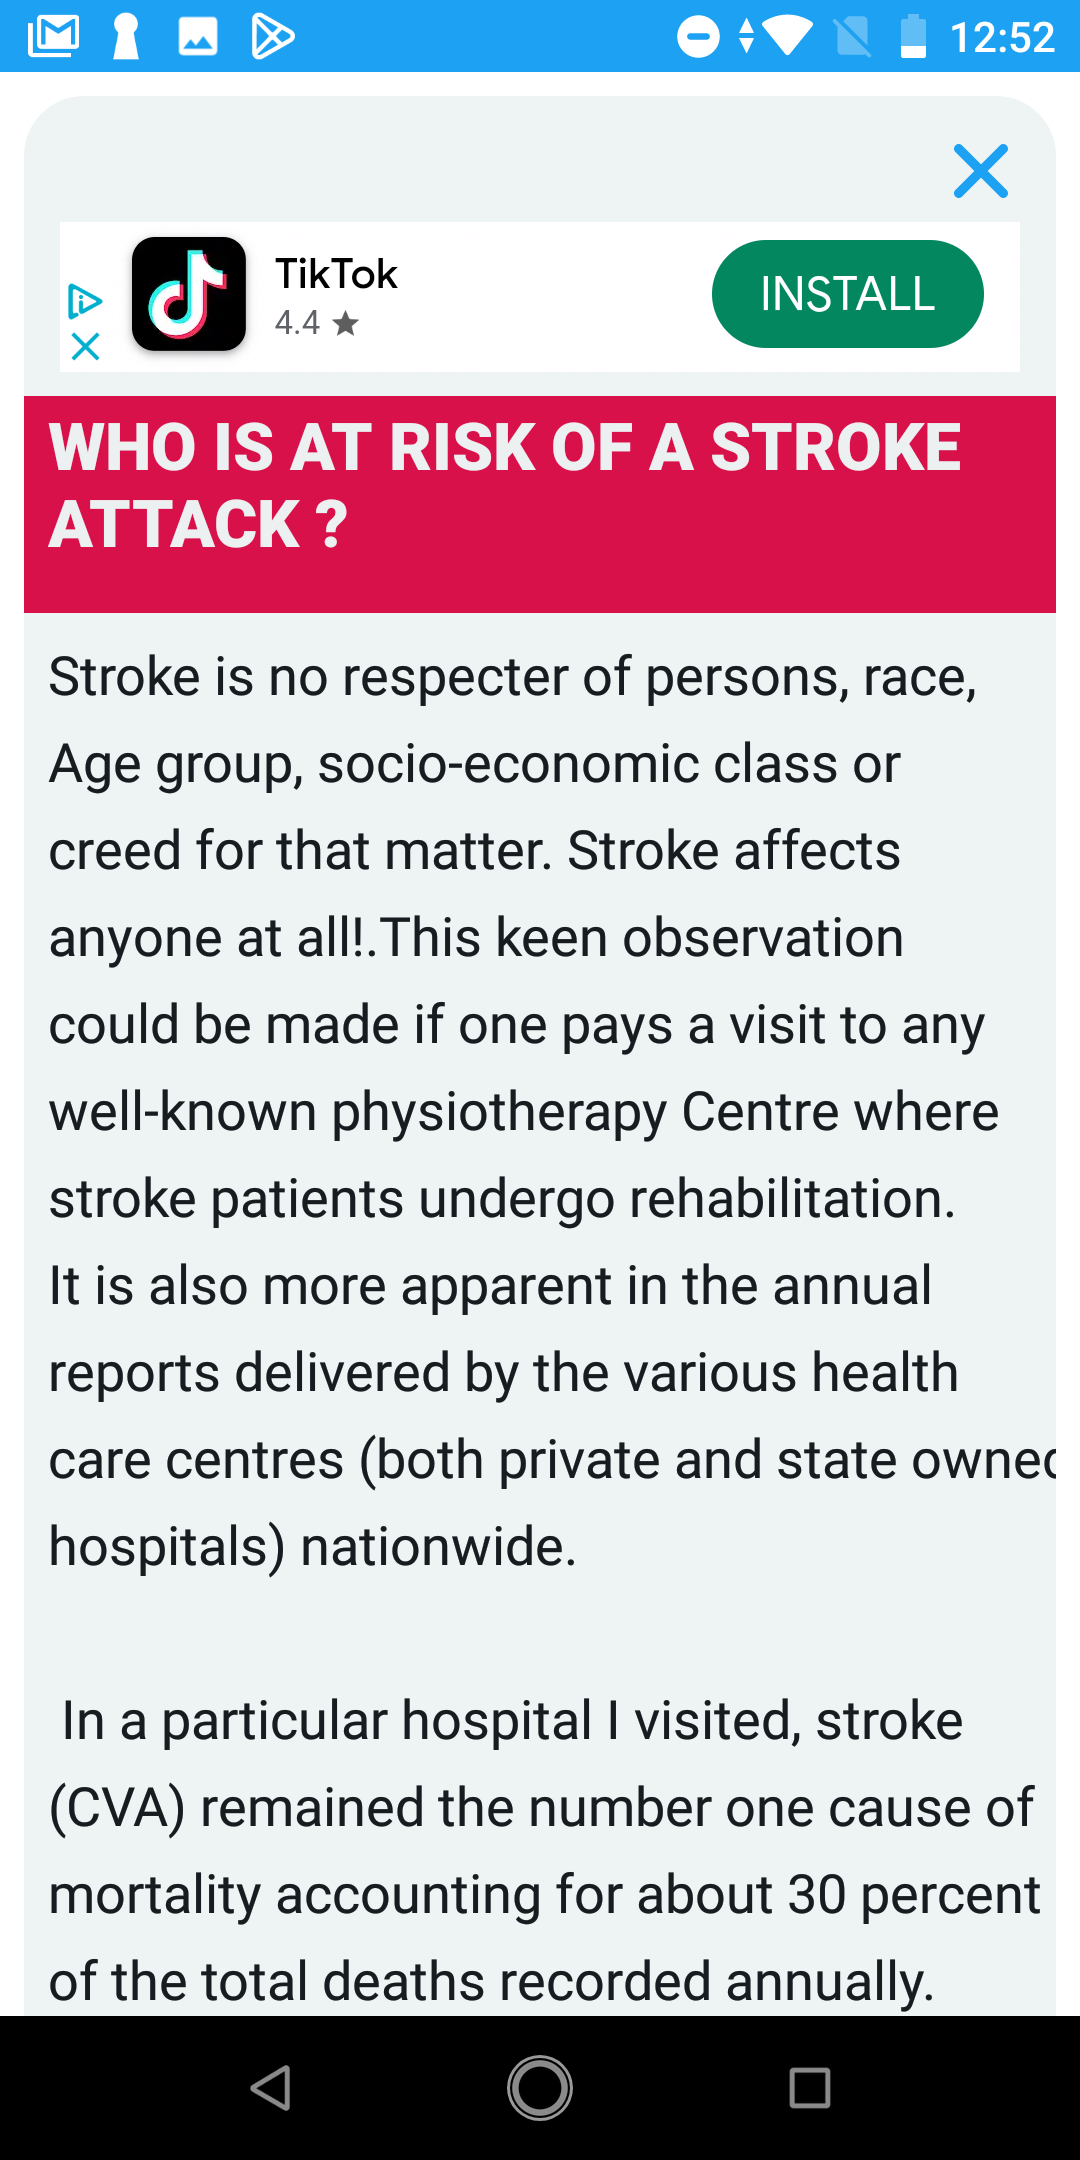 12:52
TikTok
4.4
INSTALL
WHO IS AT RISK OF A STROKE
ATTACK ?
Stroke is no respecter of persons, race,
Age group, socio-economic class or
creed for that matter. Stroke affects
anyone at all!.This keen observation
could be made if one pays a visit to any
well-known physiotherapy Centre where
stroke patients undergo rehabilitation.
It is also more apparent in the annual
reports delivered by the various health
care centres (both private and state owned
hospitals) nationwide.
In a particular hospital I visited, stroke
(CVA) remained the number one cause of
mortality accounting for about 30 percent
of the total deaths recorded annually.